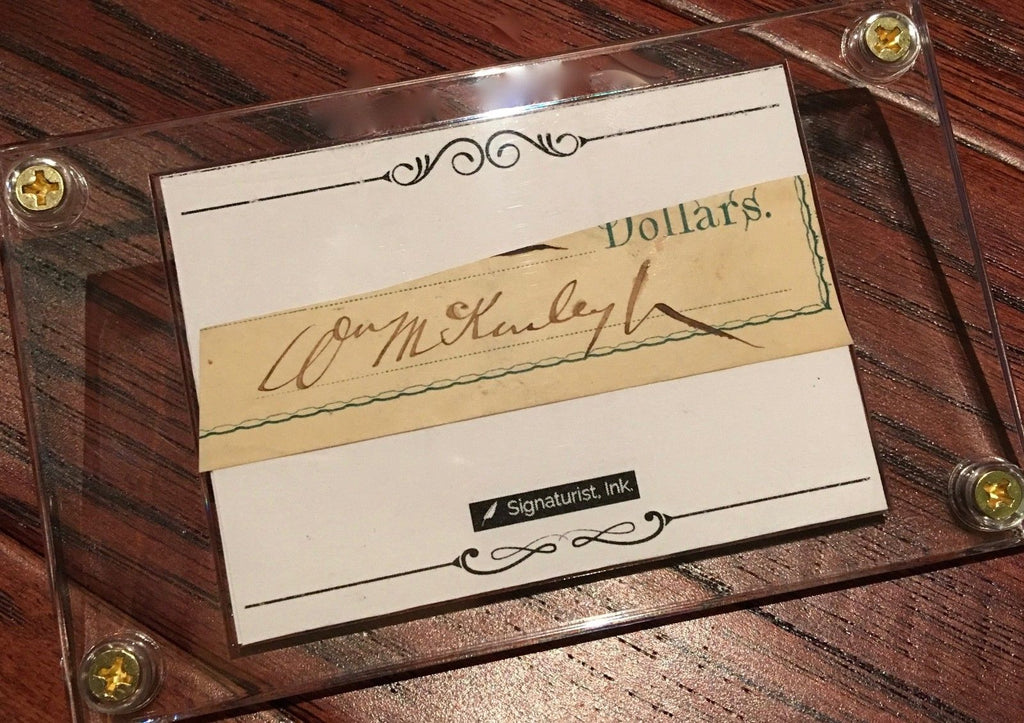 Dollars.
Wm McKinley
Signaturist, Ink.